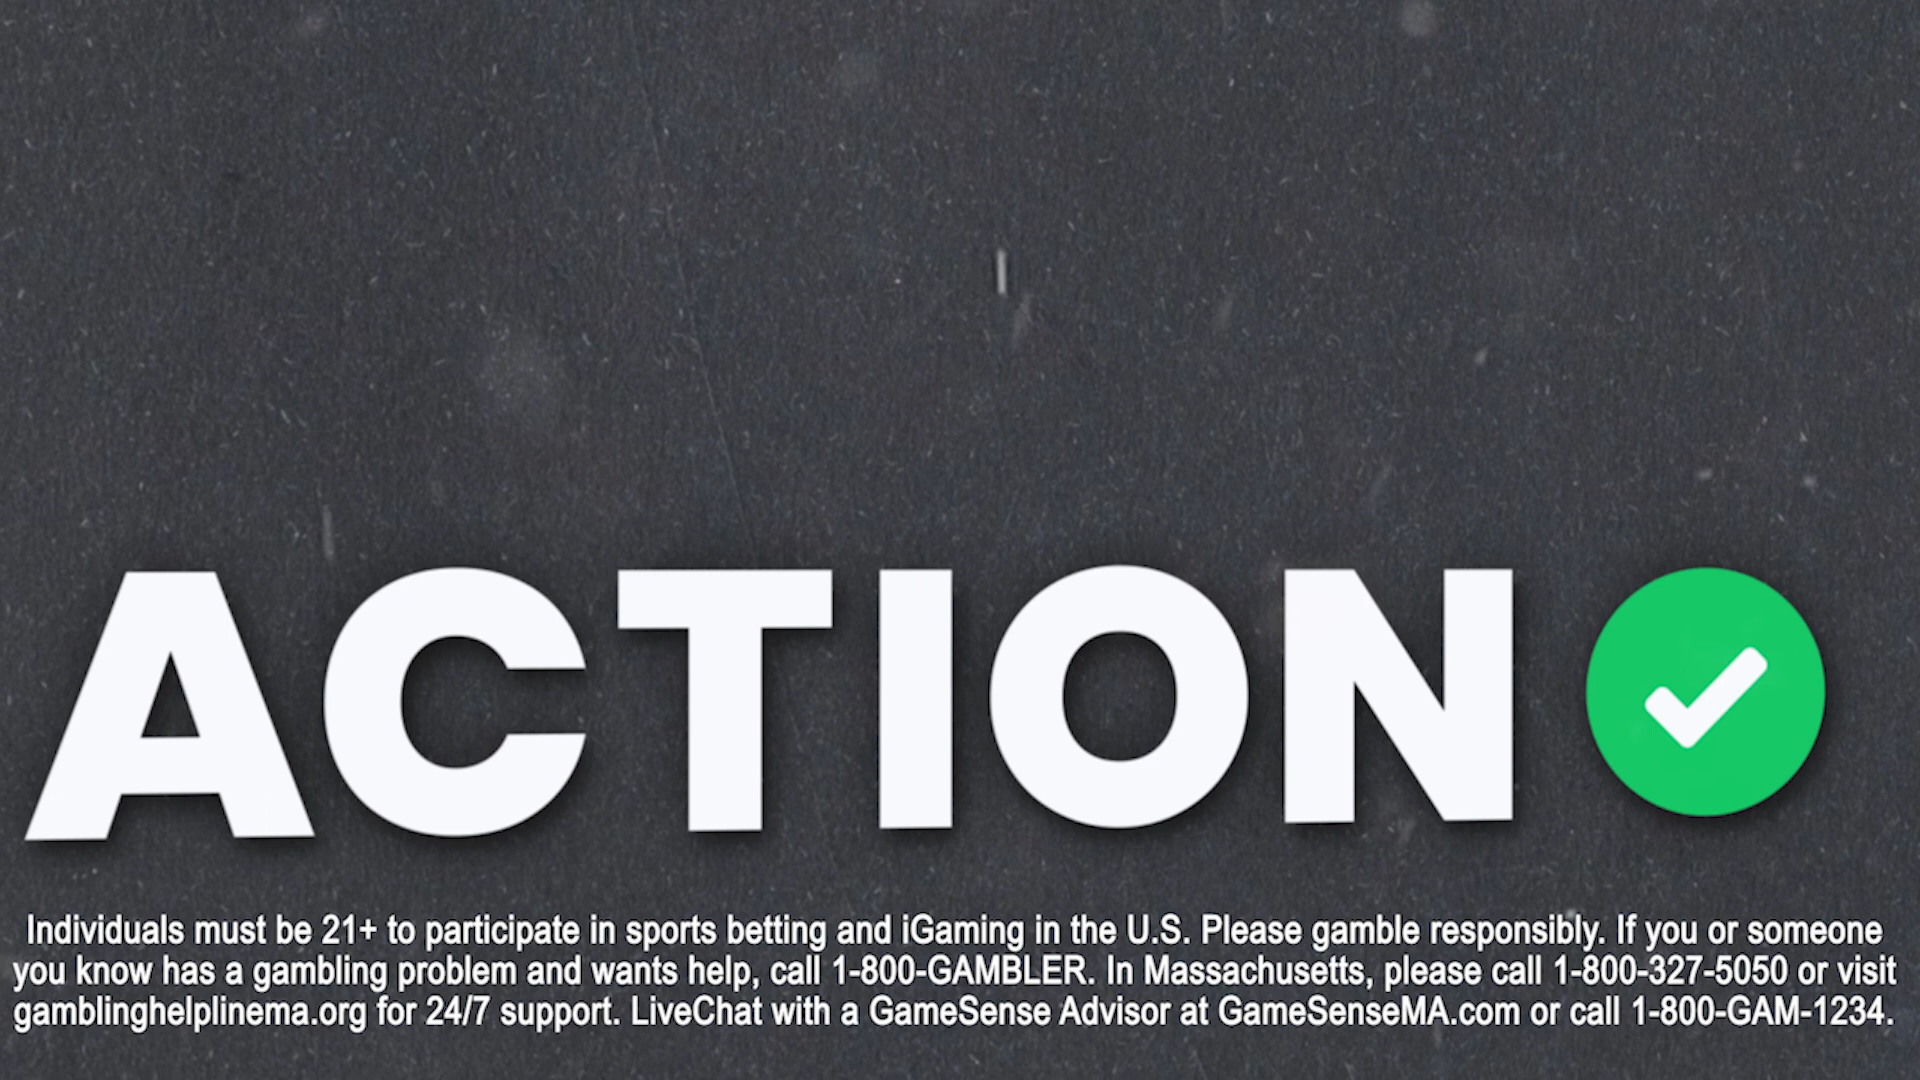 ACTION
Individuals must be 21+ to participate in sports betting and iGaming in the U.S. Please gamble responsibly. If you or someone
you know has a gambling problem and wants help, call 1-800-GAMBLER. In Massachusetts, please call 1-800-327-5050 or visit
gamblinghelplinema.org for 24/7 support. LiveChat with a GameSense Advisor at GameSenseMA.com or call 1-800-GAM-1234.